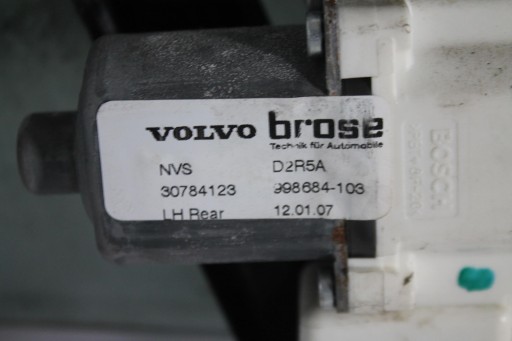 VOLVO brose
Technik für Automobile
NVS D2R5A
30784123 998684-103
LH Rear 12.01.07
BOSCH